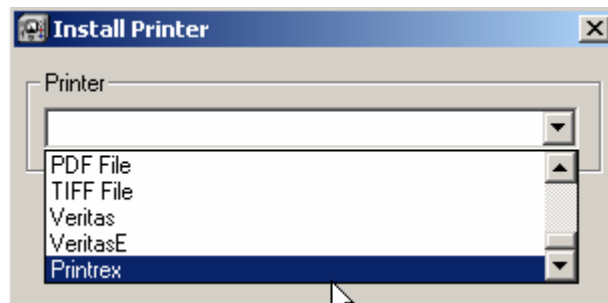 Install Printer
Printer
PDF File
TIFF File
Veritas
VeritasE
Printrex